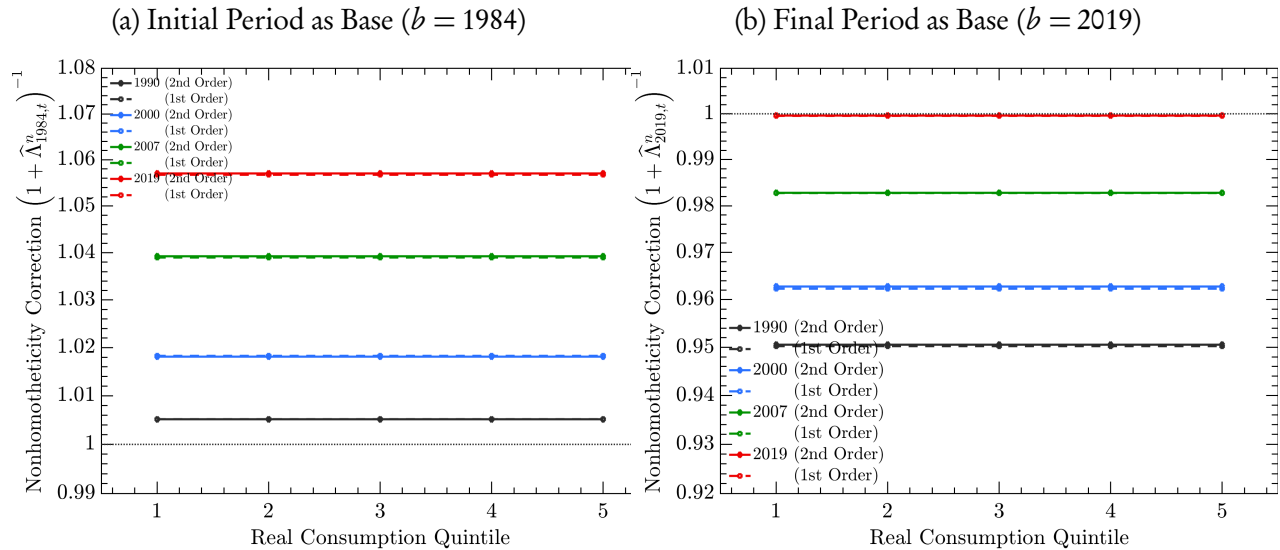 (a) Initial Period as Base (b = 1984)
Nonhomotheticity Correction (1 + Λ̂ⁿ₁₉₈₄,ₜ)⁻¹
1.08
1.07
1.06
1.05
1.04
1.03
1.02
1.01
1
0.99
1990 (2nd Order)
(1st Order)
2000 (2nd Order)
(1st Order)
2007 (2nd Order)
(1st Order)
2019 (2nd Order)
(1st Order)
1 2 3 4 5
Real Consumption Quintile
(b) Final Period as Base (b = 2019)
Nonhomotheticity Correction (1 + Λ̂ⁿ₂₀₁₉,ₜ)⁻¹
1.01
1
0.99
0.98
0.97
0.96
0.95
0.94
0.93
0.92
1990 (2nd Order)
(1st Order)
2000 (2nd Order)
(1st Order)
2007 (2nd Order)
(1st Order)
2019 (2nd Order)
(1st Order)
1 2 3 4 5
Real Consumption Quintile